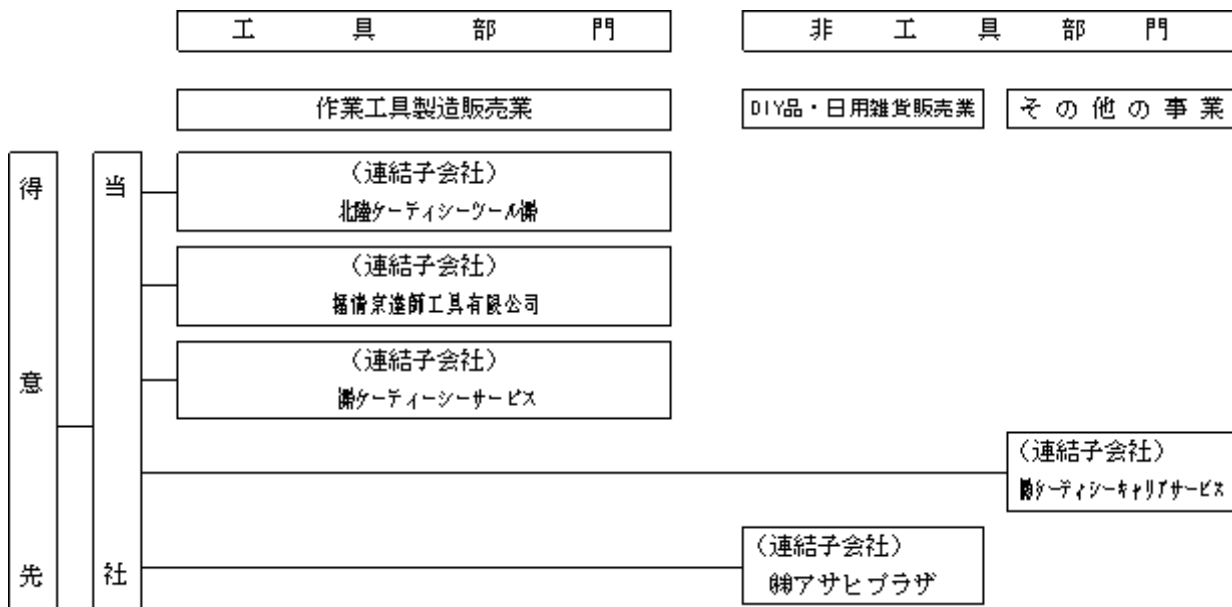 工具部門
非工具部門
作業工具製造販売業
DIY品・日用雑貨販売業
その他の事業
得意先
当社
(連結子会社)
北陸ケーティシーツール㈱
(連結子会社)
福清京達師工具有限公司
(連結子会社)
㈱ケーティーシーサービス
(連結子会社)
㈱ケーティシーキャリアサービス
(連結子会社)
㈱アサヒプラザ